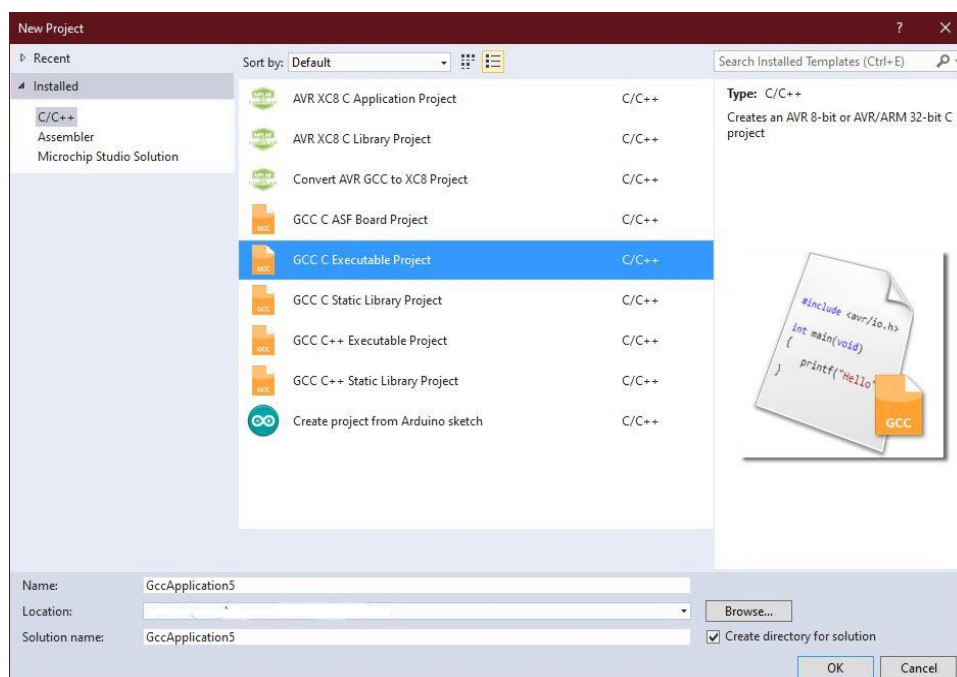 New Project
Recent
Installed
C/C++
Assembler
Microchip Studio Solution
Sort by: Default
AVR XC8 C Application Project C/C++
AVR XC8 C Library Project C/C++
Convert AVR GCC to XC8 Project C/C++
GCC C ASF Board Project C/C++
GCC C Executable Project C/C++
GCC C Static Library Project C/C++
GCC C++ Executable Project C/C++
GCC C++ Static Library Project C/C++
Create project from Arduino sketch C/C++
Search Installed Templates (Ctrl+E)
Type: C/C++
Creates an AVR 8-bit or AVR/ARM 32-bit C
project
#include <avr/io.h>
int main(void)
{
printf("Hello"
}
GCC
Name: GccApplication5
Location:
Browse...
Solution name: GccApplication5
Create directory for solution
OK
Cancel